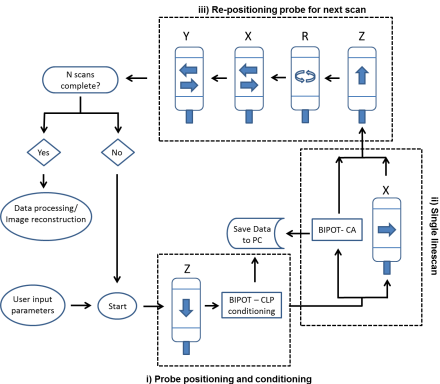 iii) Re-positioning probe for next scan
Y
X
R
Z
N scans
complete?
Yes
No
Data processing/
Image reconstruction
User input
parameters
Start
Save Data
to PC
Z
BIPOT – CLP
conditioning
BIPOT- CA
X
ii) Single linescan
i) Probe positioning and conditioning